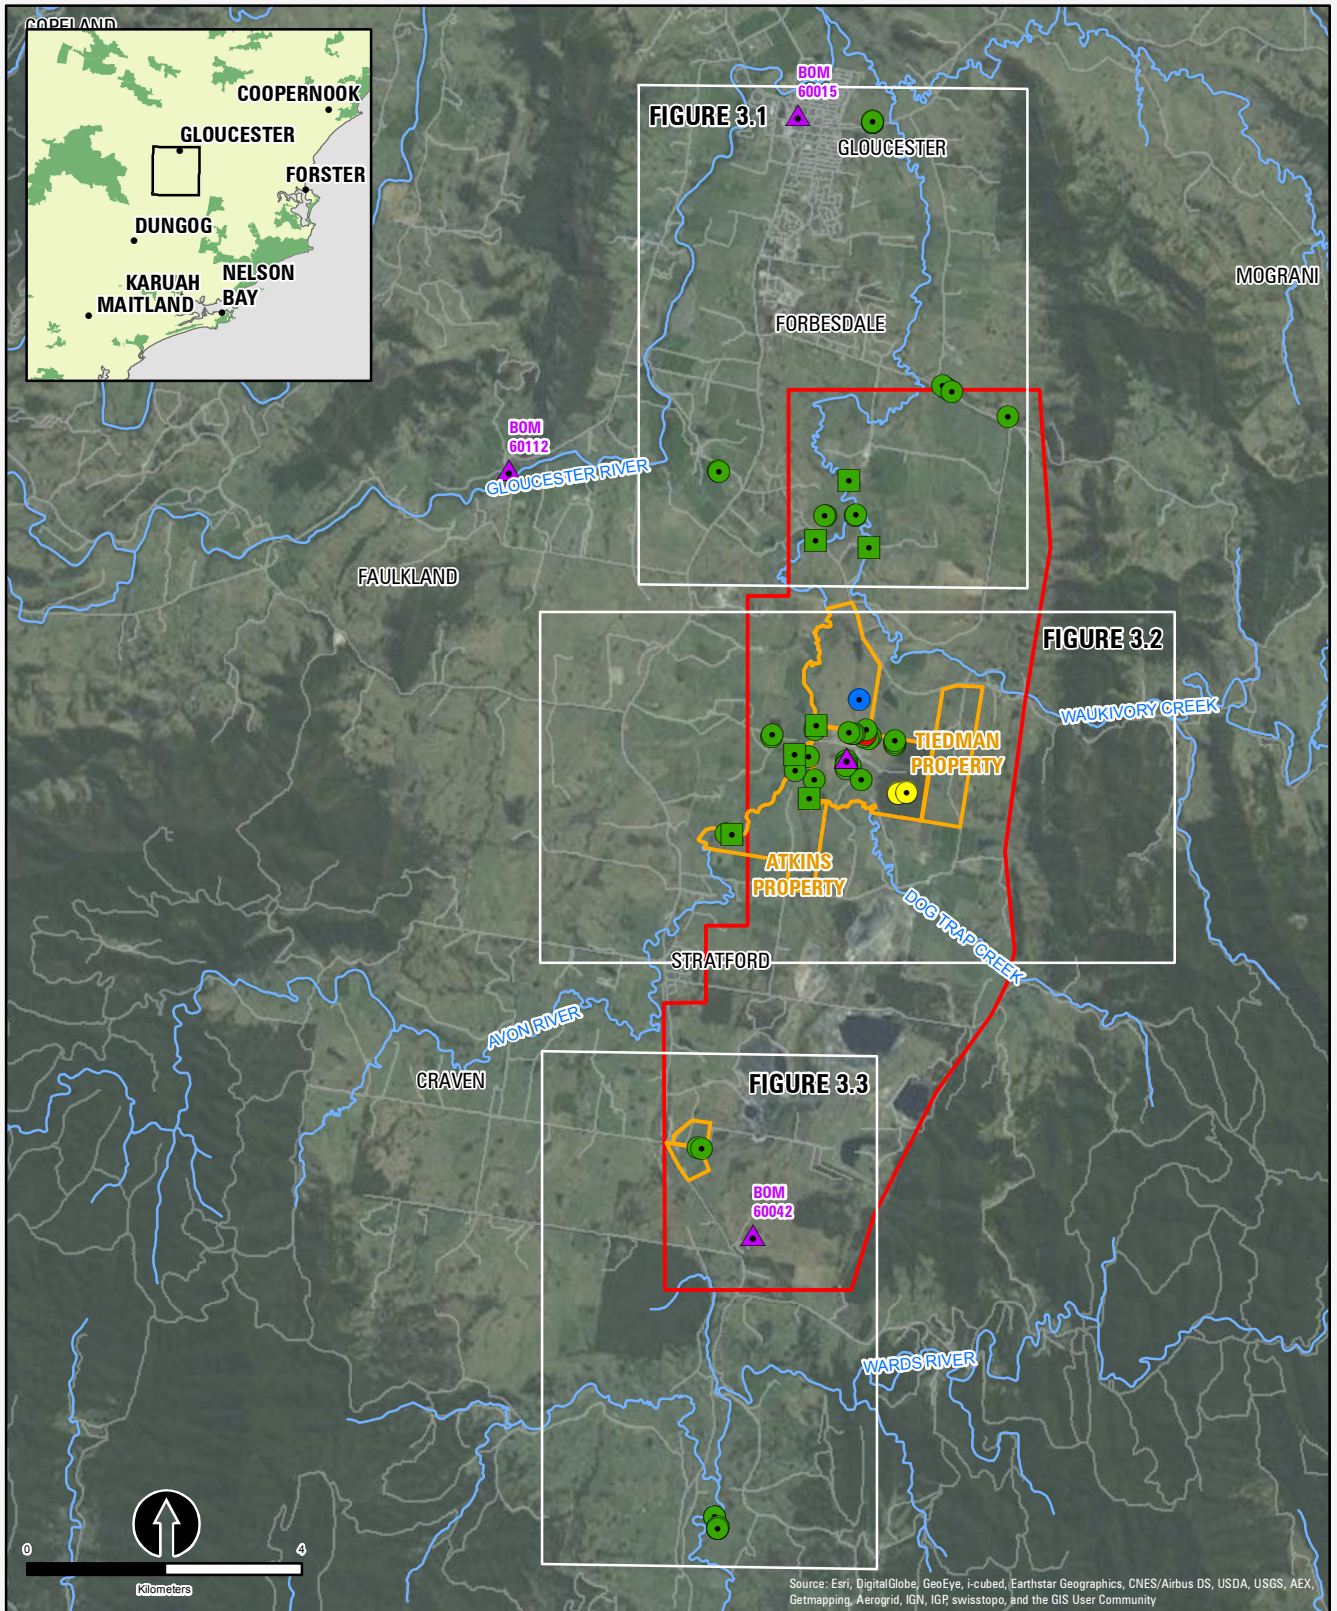 COPELAND
COOPERNOOK
GLOUCESTER
FORSTER
DUNGOG
NELSON
BAY
KARUAH
MAITLAND
BOM
60015
FIGURE 3.1
GLOUCESTER
MOGRANI
FORBESDALE
BOM
60112
GLOUCESTER RIVER
FAULKLAND
FIGURE 3.2
WAUKIVORY CREEK
TIEDMAN
PROPERTY
ATKINS
PROPERTY
DOG TRAP CREEK
STRATFORD
AVON RIVER
CRAVEN
FIGURE 3.3
BOM
60042
WARDS RIVER
0 4
Kilometers
Source: Esri, DigitalGlobe, GeoEye, i-cubed, Earthstar Geographics, CNES/Airbus DS, USDA, USGS, AEX,
Getmapping, Aerogrid, IGN, IGP, swisstopo, and the GIS User Community